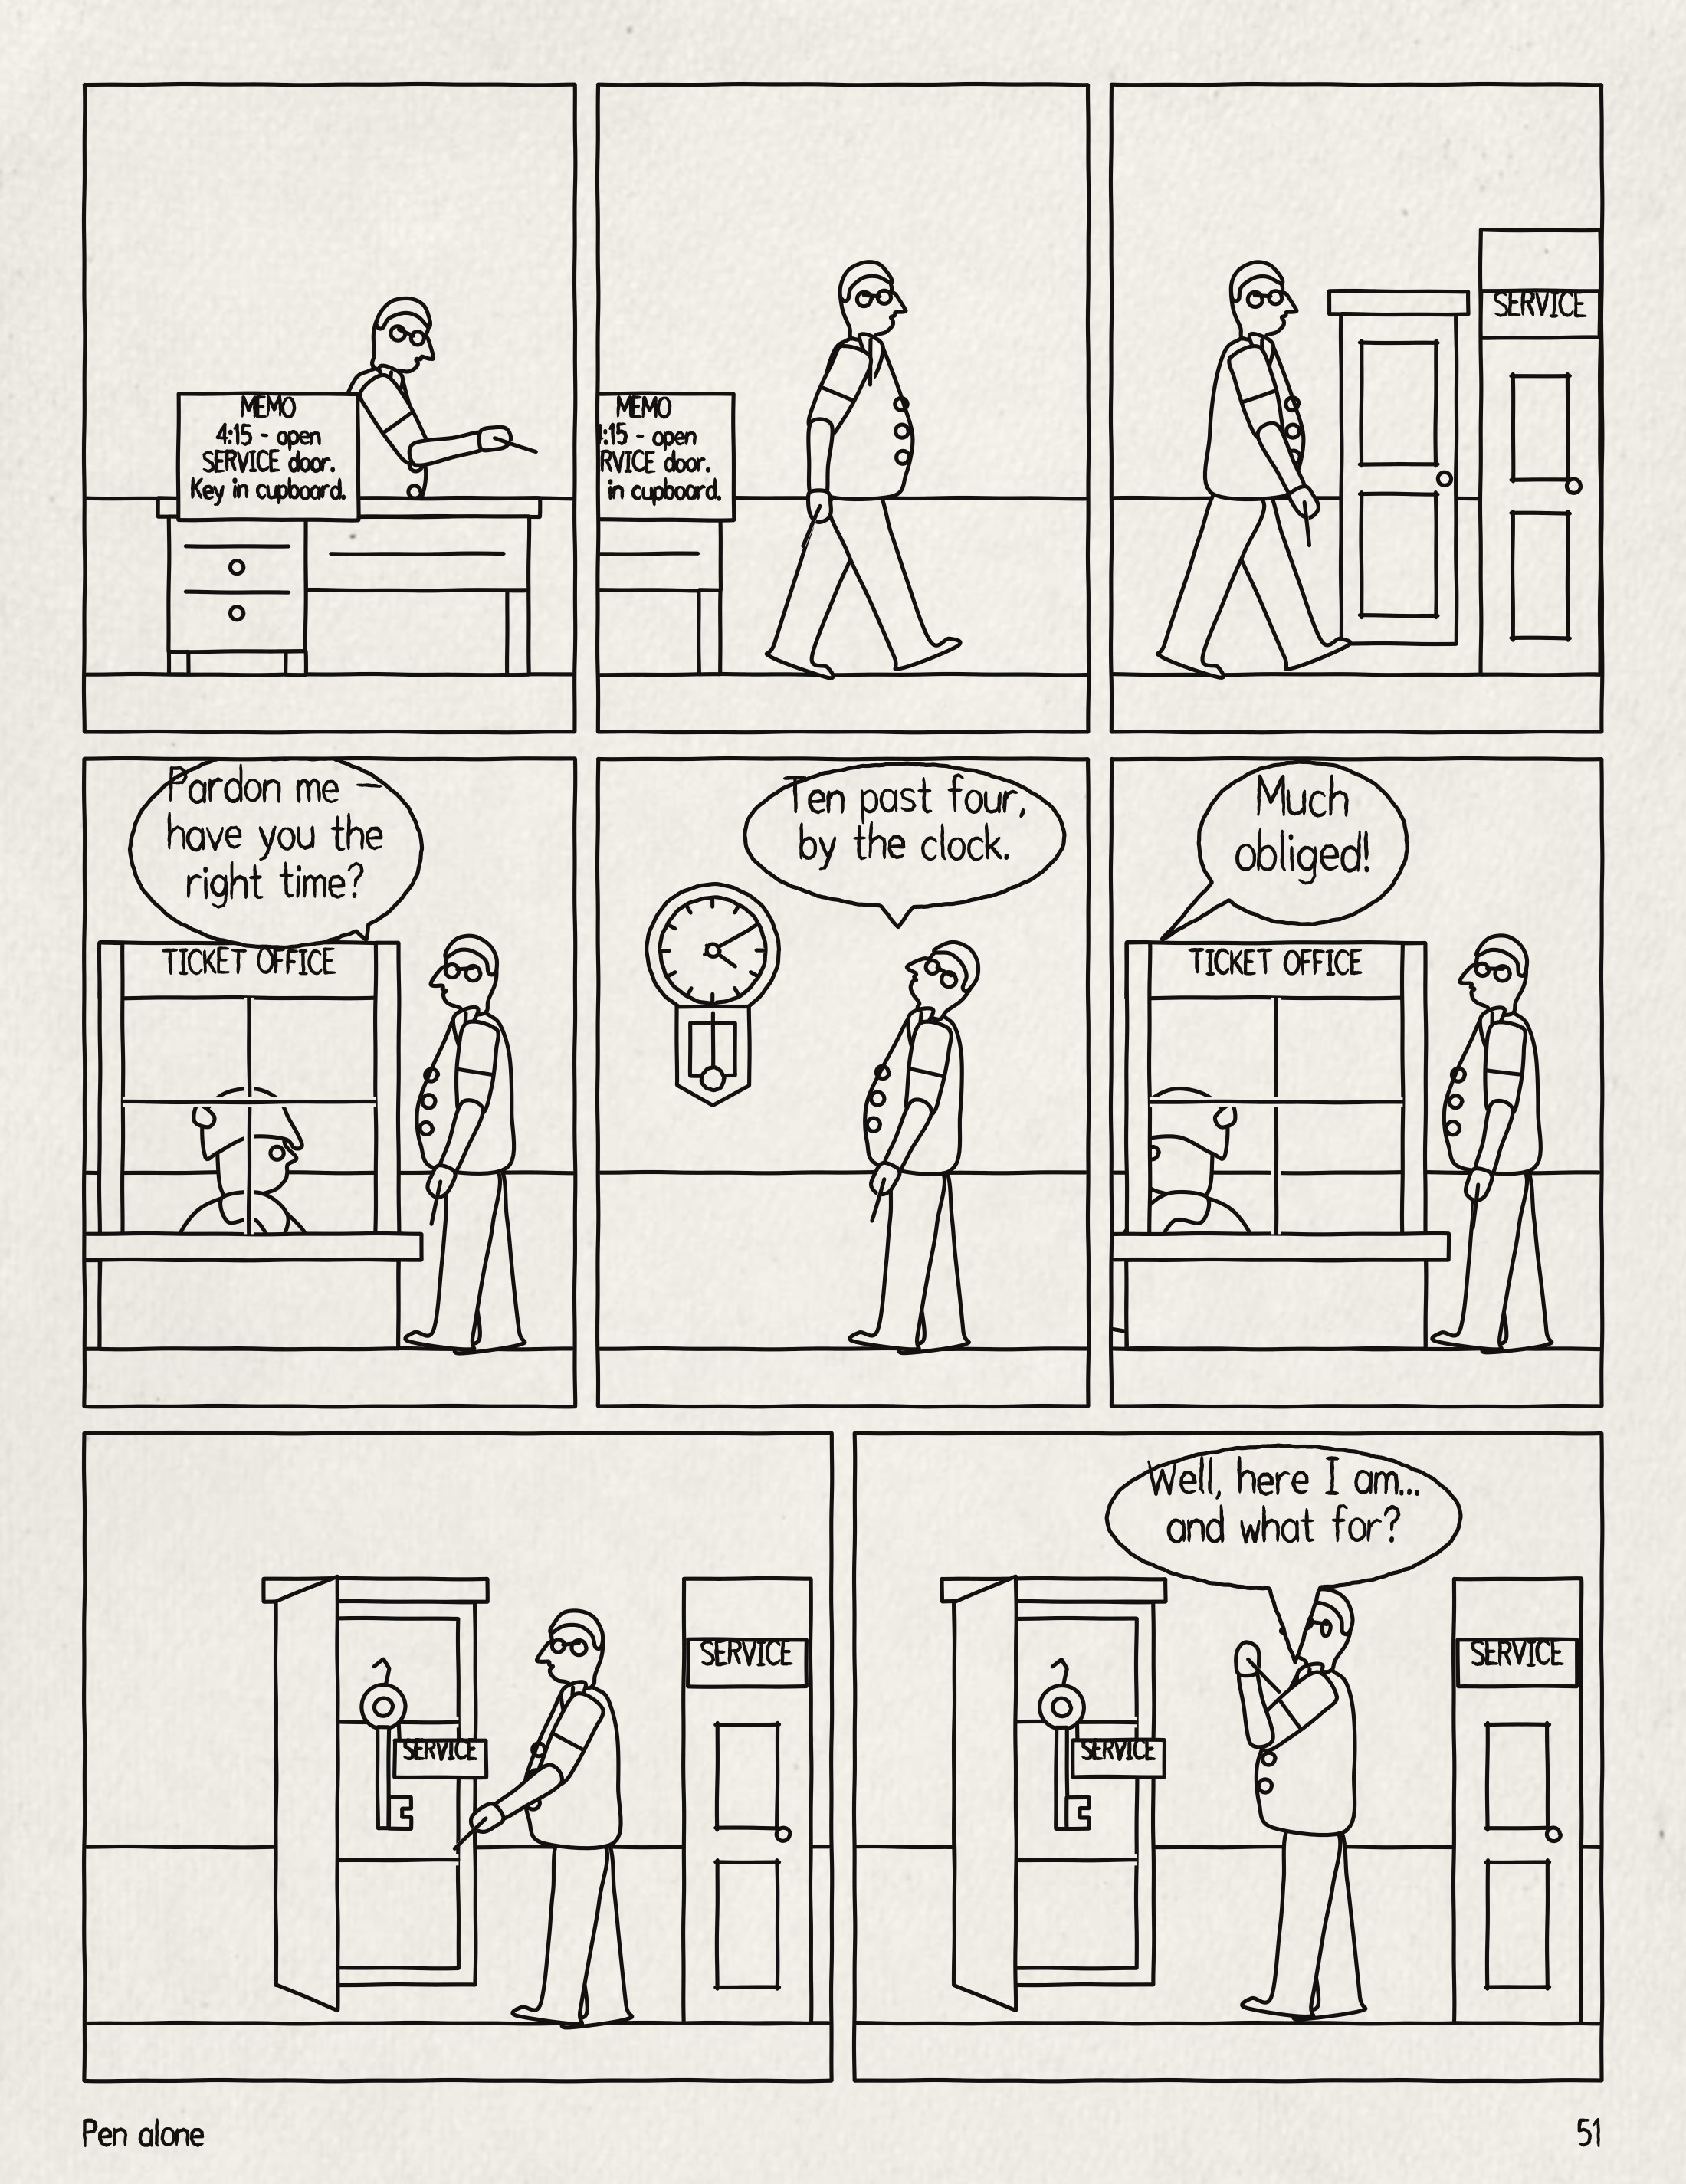 MEMO
4:15 - open
SERVICE door.
Key in cupboard.
MEMO
:15 - open
RVICE door.
in cupboard.
SERVICE
Pardon me —
have you the
right time?
TICKET OFFICE
Ten past four,
by the clock.
Much
obliged!
TICKET OFFICE
SERVICE
SERVICE
Well, here I am...
and what for?
SERVICE
SERVICE
Pen alone
51